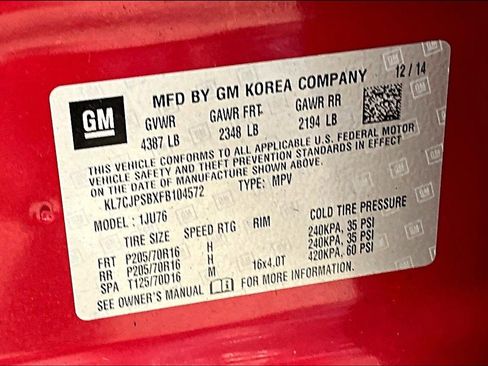 MFD BY GM KOREA COMPANY 12/14
GM
GVWR GAWR FRT GAWR RR
4387 LB 2348 LB 2194 LB
THIS VEHICLE CONFORMS TO ALL APPLICABLE U.S. FEDERAL MOTOR
VEHICLE SAFETY AND THEFT PREVENTION STANDARDS IN EFFECT
ON THE DATE OF MANUFACTURE SHOWN ABOVE.
KL7CJPSBXFB104572 TYPE: MPV
MODEL: 1JU76
TIRE SIZE SPEED RTG RIM COLD TIRE PRESSURE
FRT P205/70R16 H 240KPA, 35 PSI
RR P205/70R16 H 240KPA, 35 PSI
SPA T125/70D16 M 16x4.0T 420KPA, 60 PSI
SEE OWNER'S MANUAL FOR MORE INFORMATION